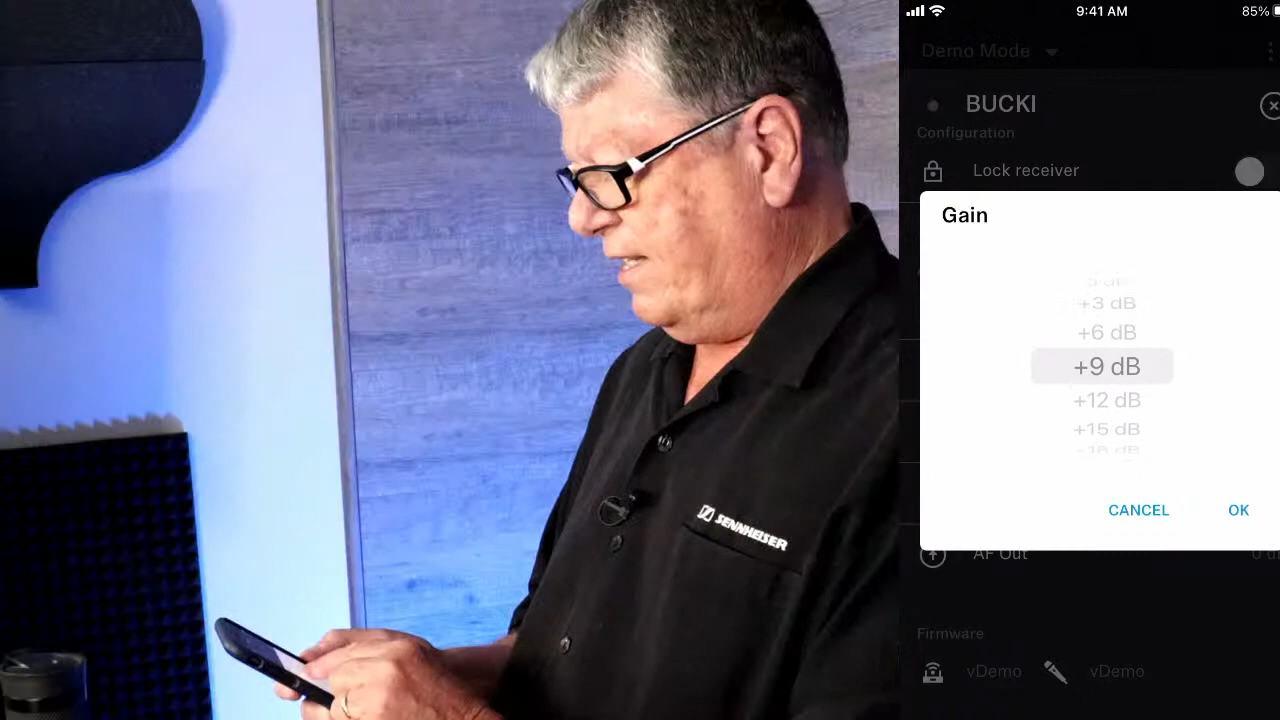 9:41 AM
85%
Demo Mode
BUCKI
Configuration
Lock receiver
Gain
+3 dB
+6 dB
+9 dB
+12 dB
+15 dB
CANCEL
OK
AF Out
Firmware
vDemo
vDemo
SENNHEISER